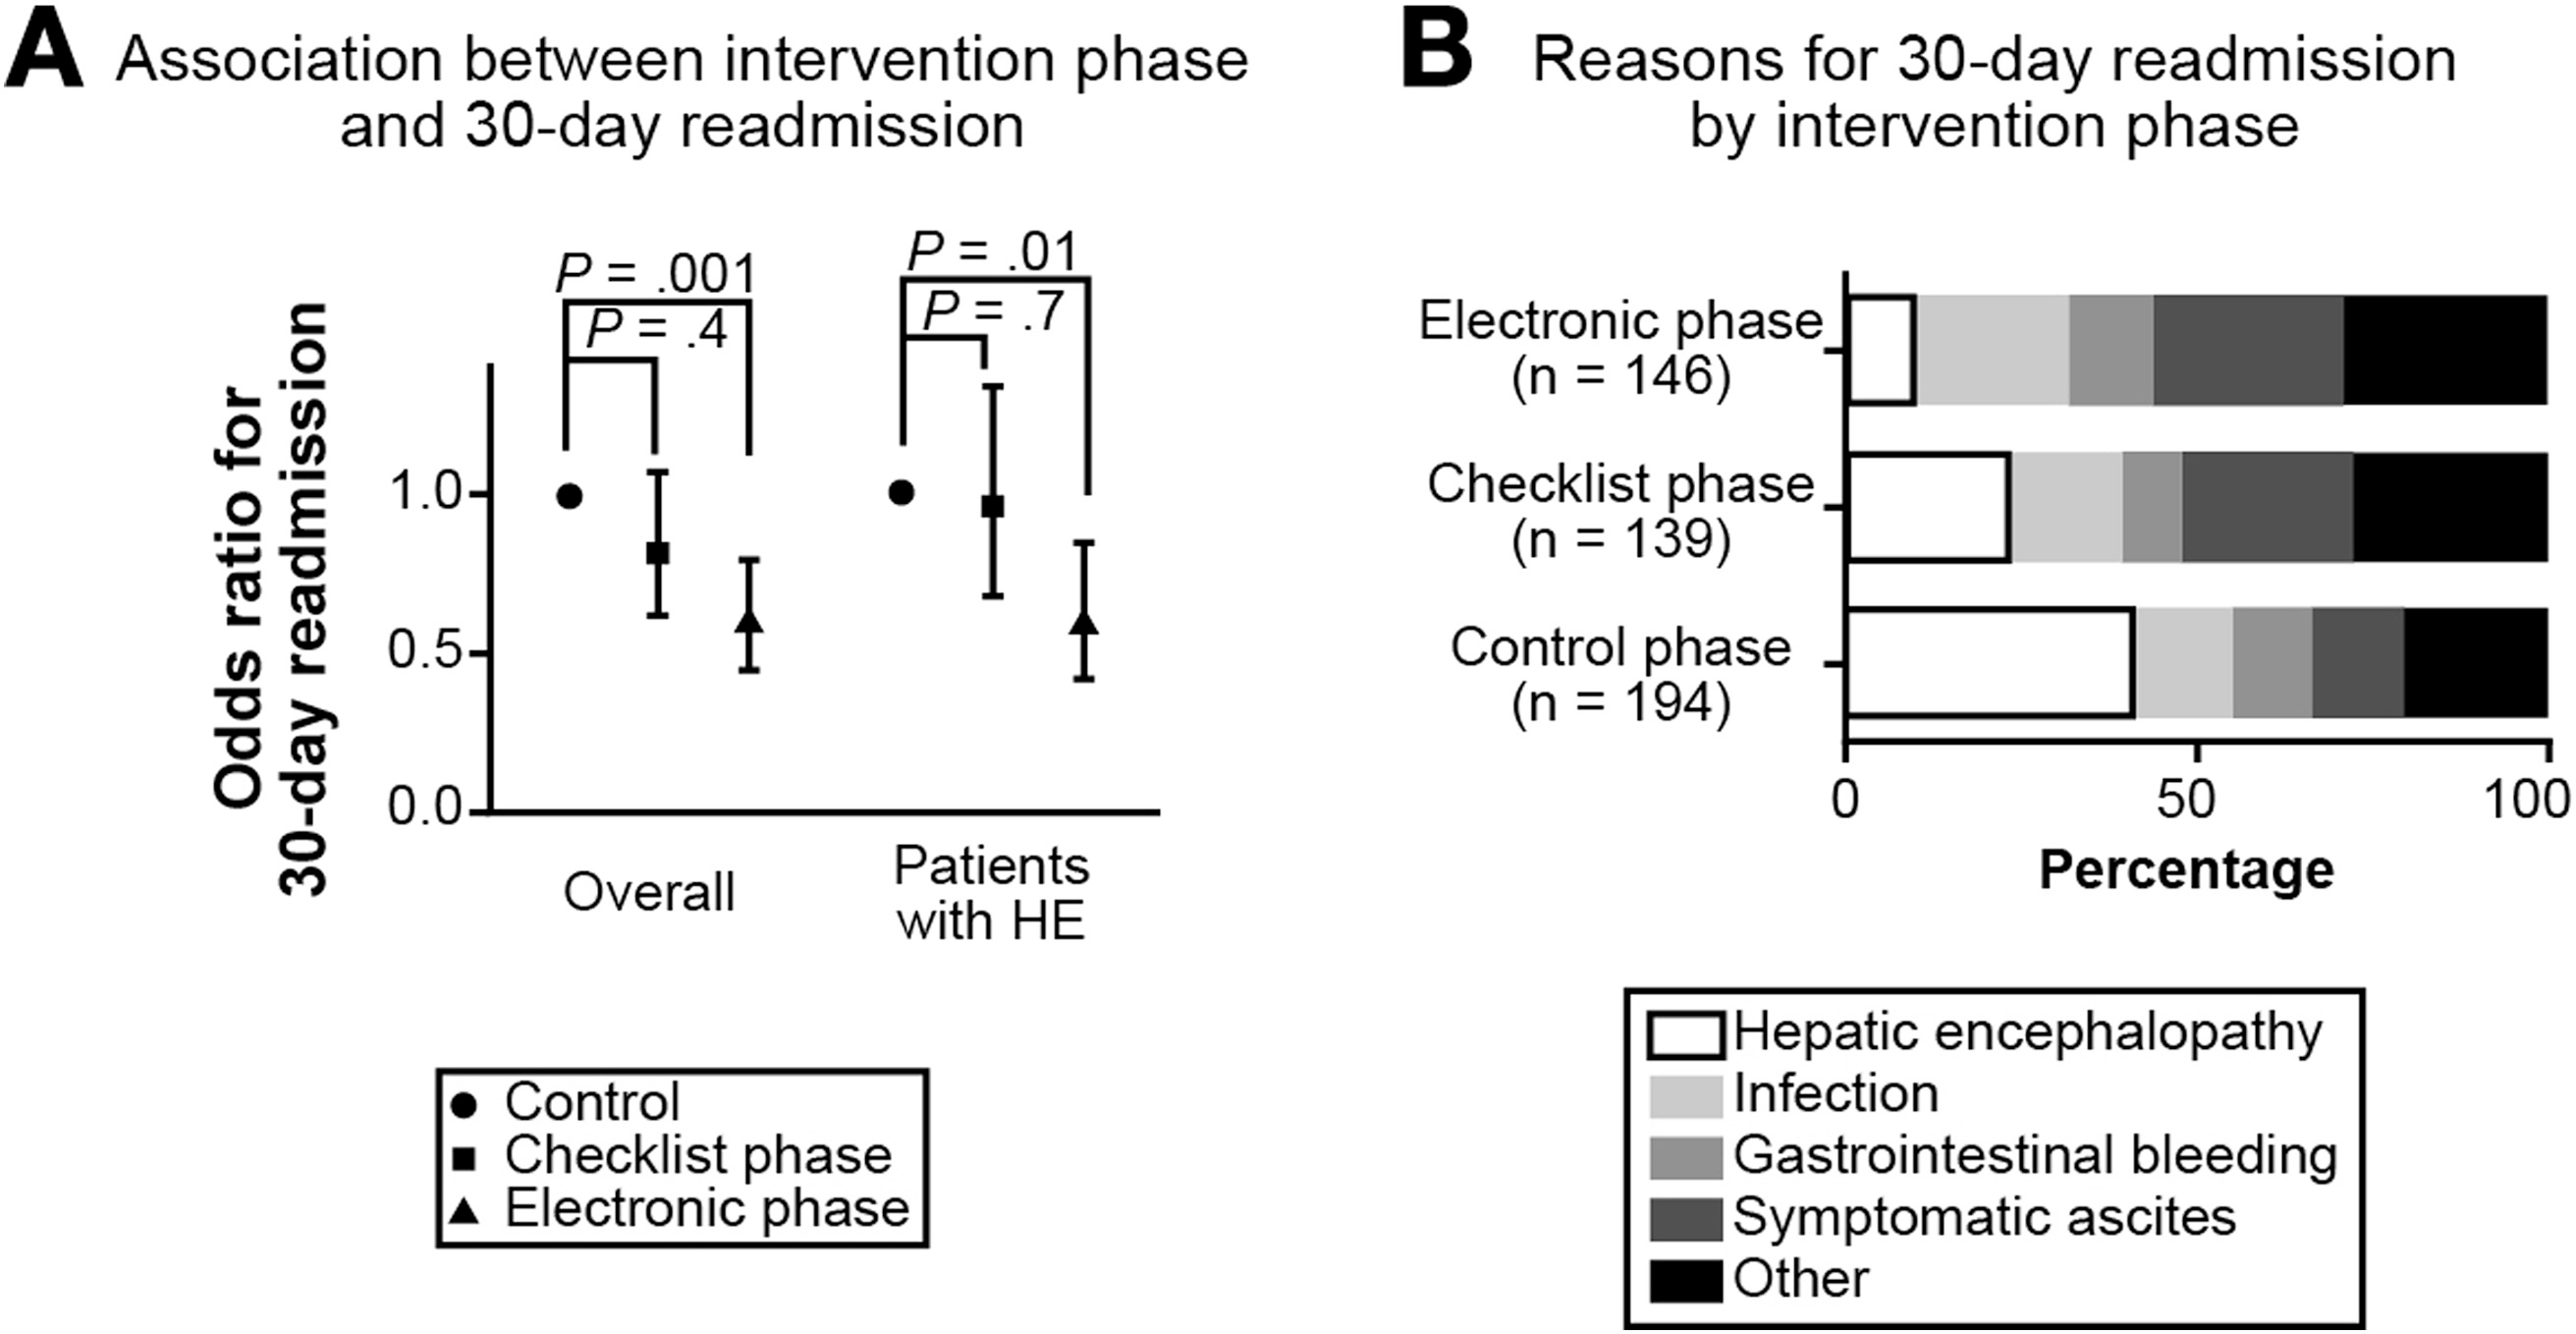 A
Association between intervention phase
and 30-day readmission
P = .001
P = .4
P = .01
P = .7
Odds ratio for
30-day readmission
1.0
0.5
0.0
Overall
Patients
with HE
Control
Checklist phase
Electronic phase
B
Reasons for 30-day readmission
by intervention phase
Electronic phase
(n = 146)
Checklist phase
(n = 139)
Control phase
(n = 194)
0
50
100
Percentage
Hepatic encephalopathy
Infection
Gastrointestinal bleeding
Symptomatic ascites
Other